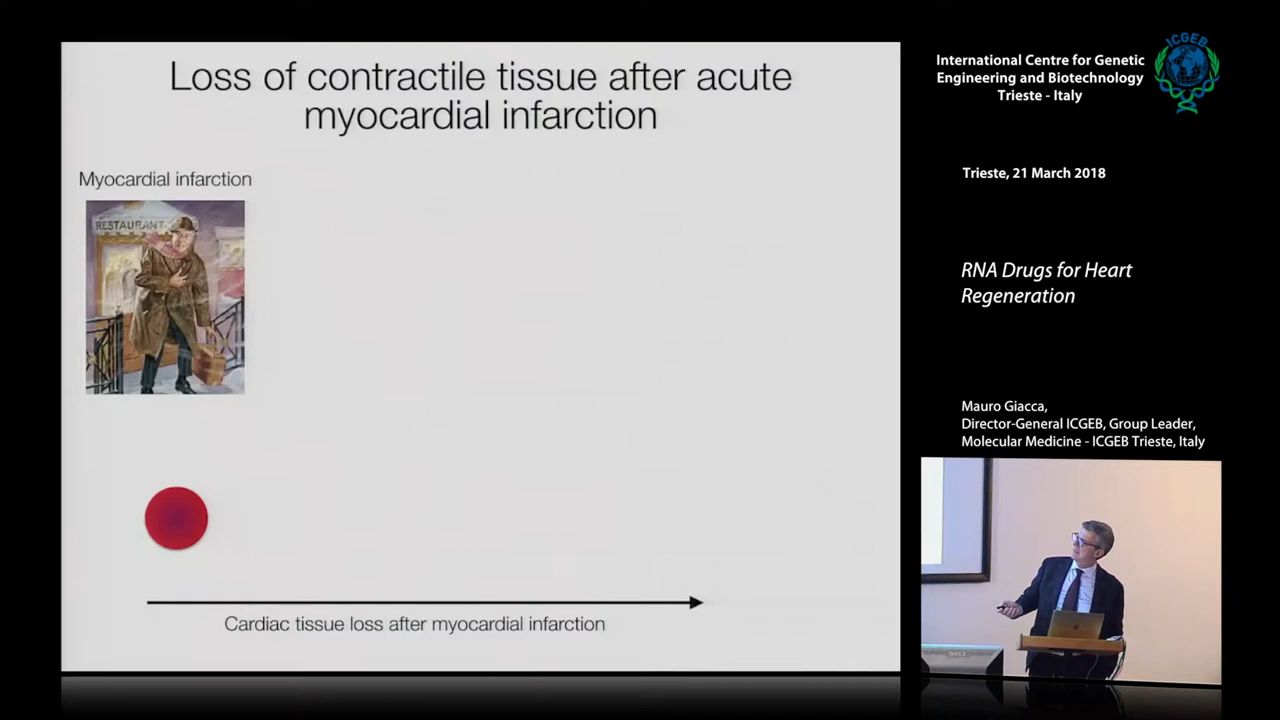 Loss of contractile tissue after acute
myocardial infarction
Myocardial infarction
RESTAURANT
Cardiac tissue loss after myocardial infarction
International Centre for Genetic
Engineering and Biotechnology
Trieste - Italy
ICGEB
Trieste, 21 March 2018
RNA Drugs for Heart
Regeneration
Mauro Giacca,
Director-General ICGEB, Group Leader,
Molecular Medicine - ICGEB Trieste, Italy